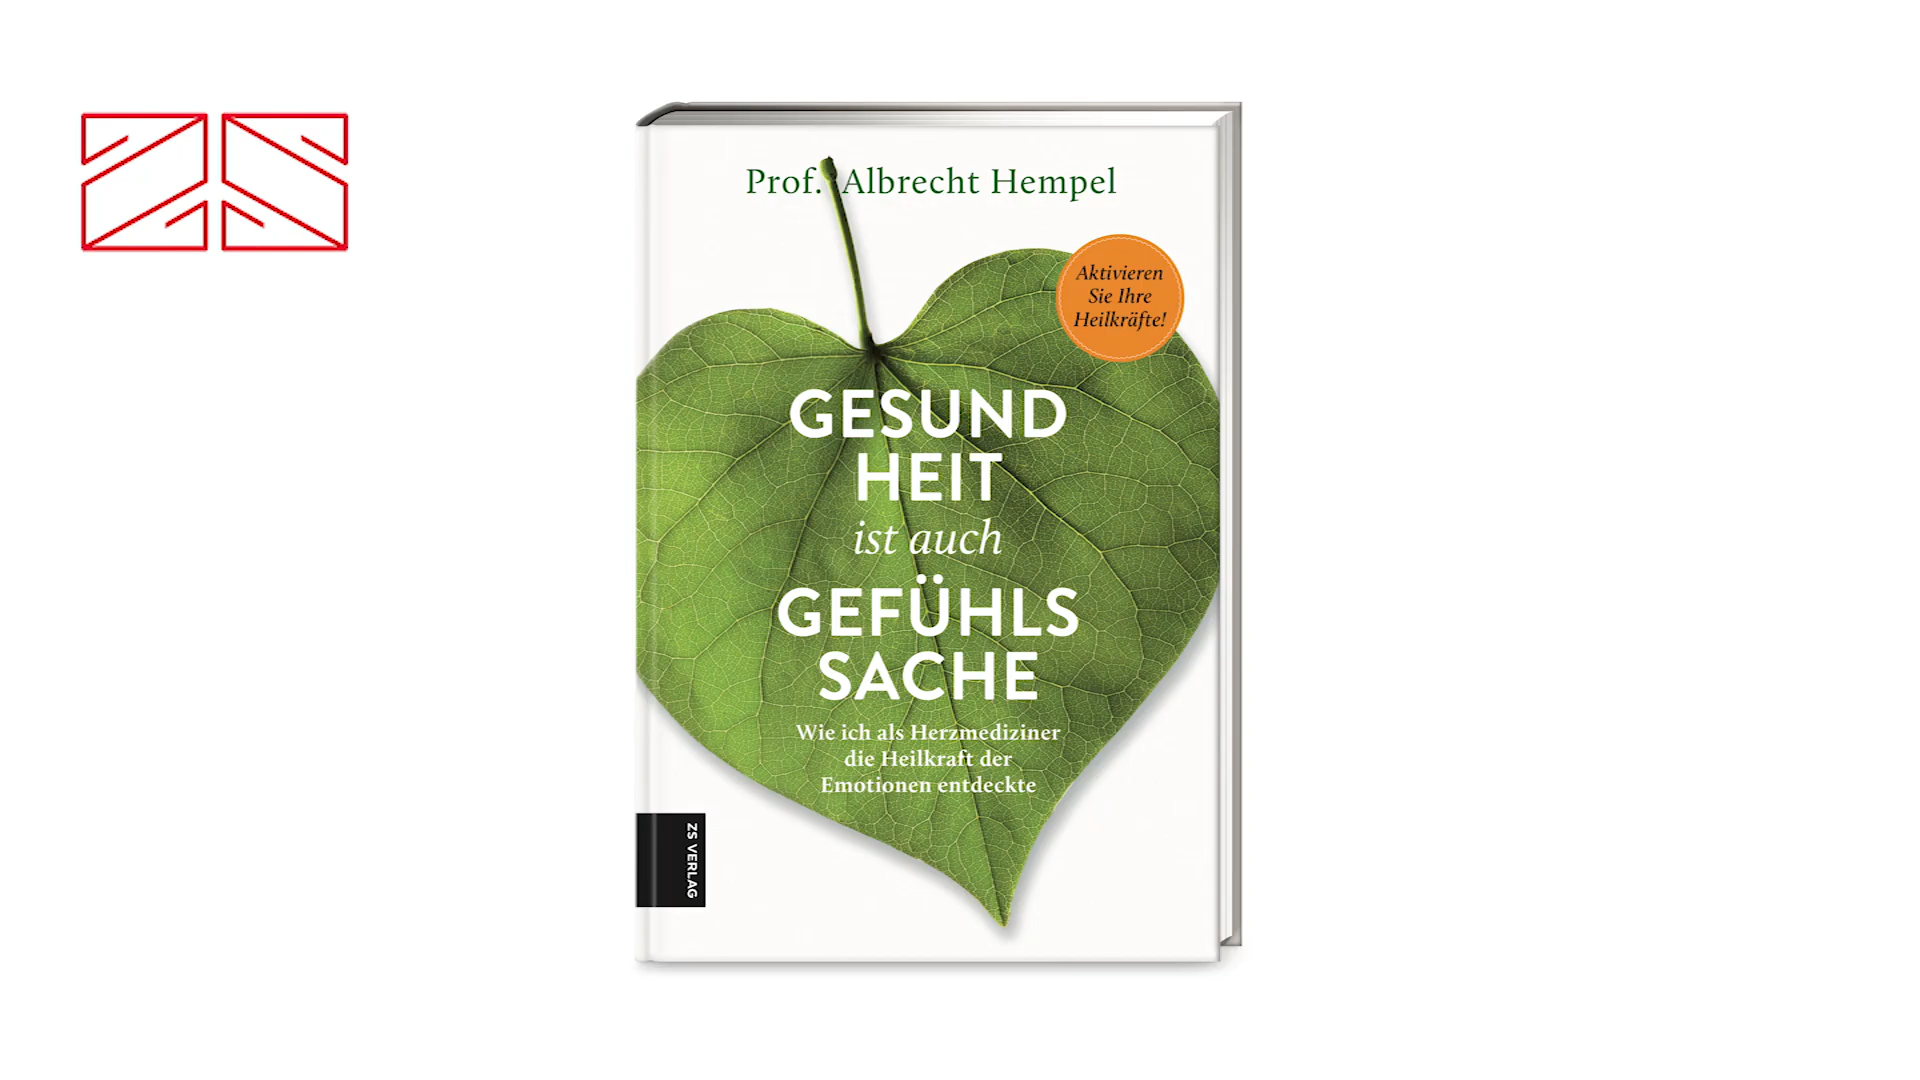 Prof. Albrecht Hempel
Aktivieren
Sie Ihre
Heilkräfte!
GESUND
HEIT
ist auch
GEFÜHLS
SACHE
Wie ich als Herzmediziner
die Heilkraft der
Emotionen entdeckte
ZS VERLAG